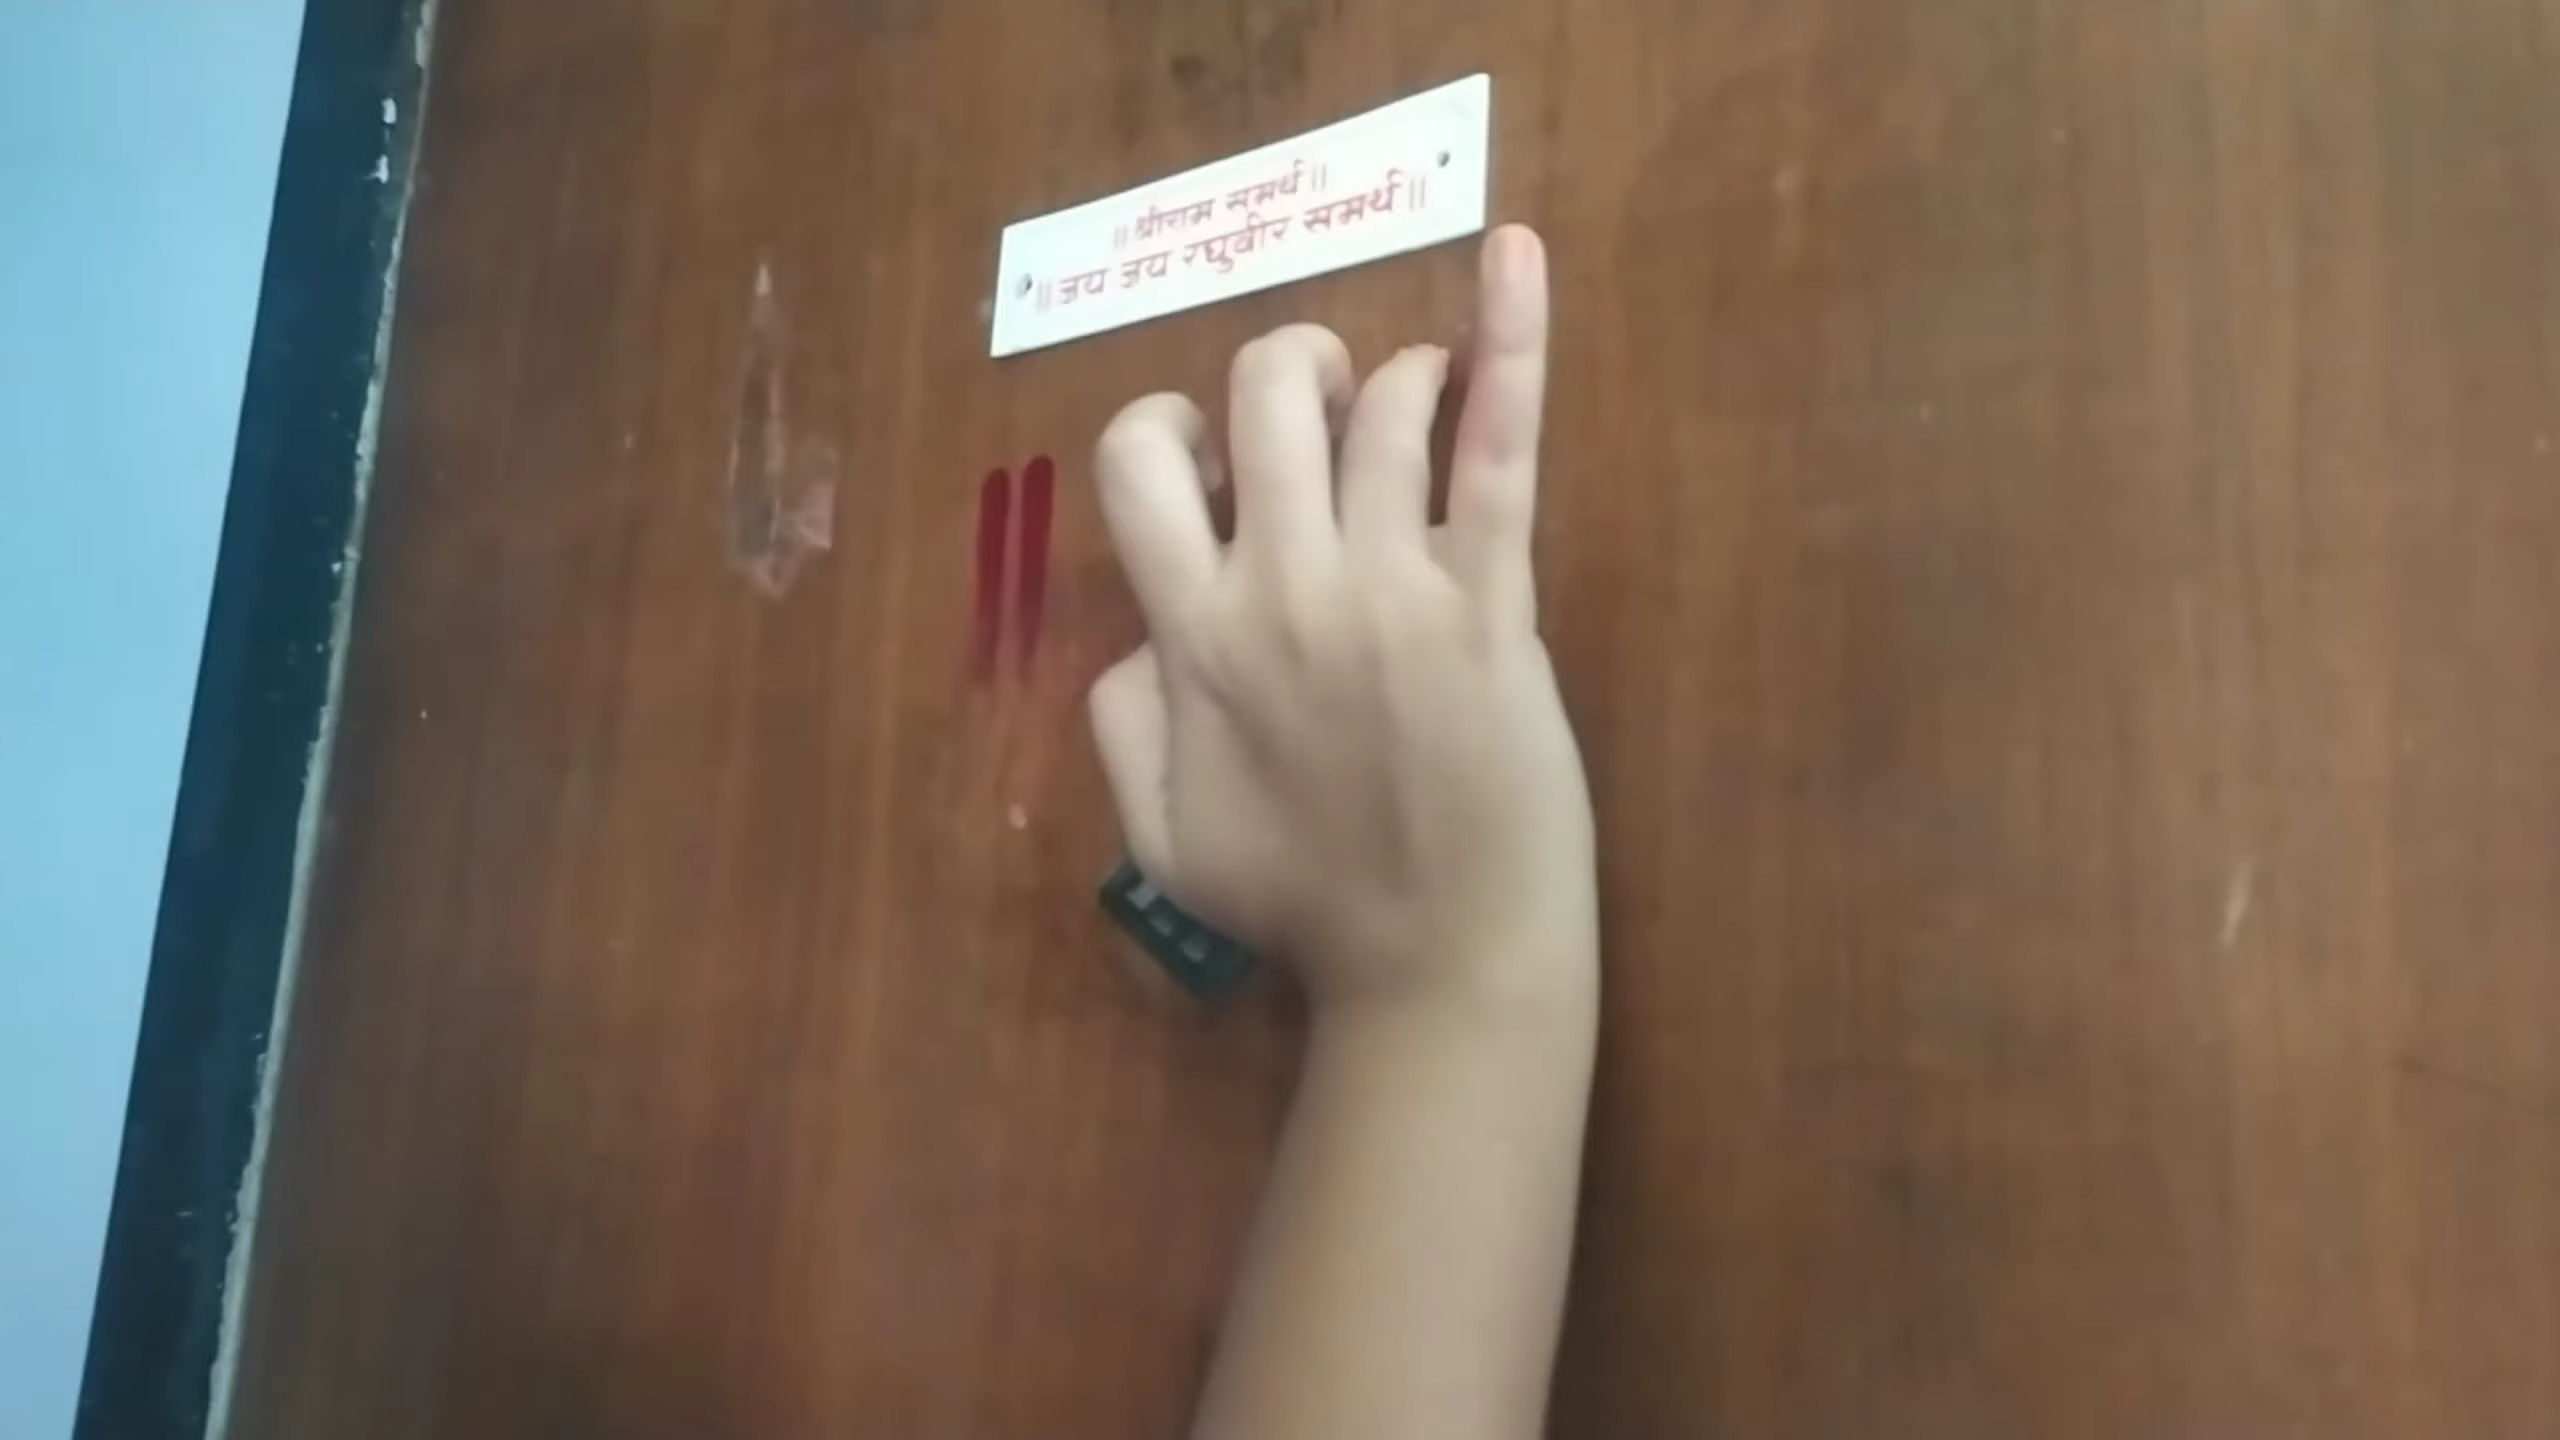 ॥ श्रीराम समर्थ ॥
॥ जय जय रघुवीर समर्थ ॥